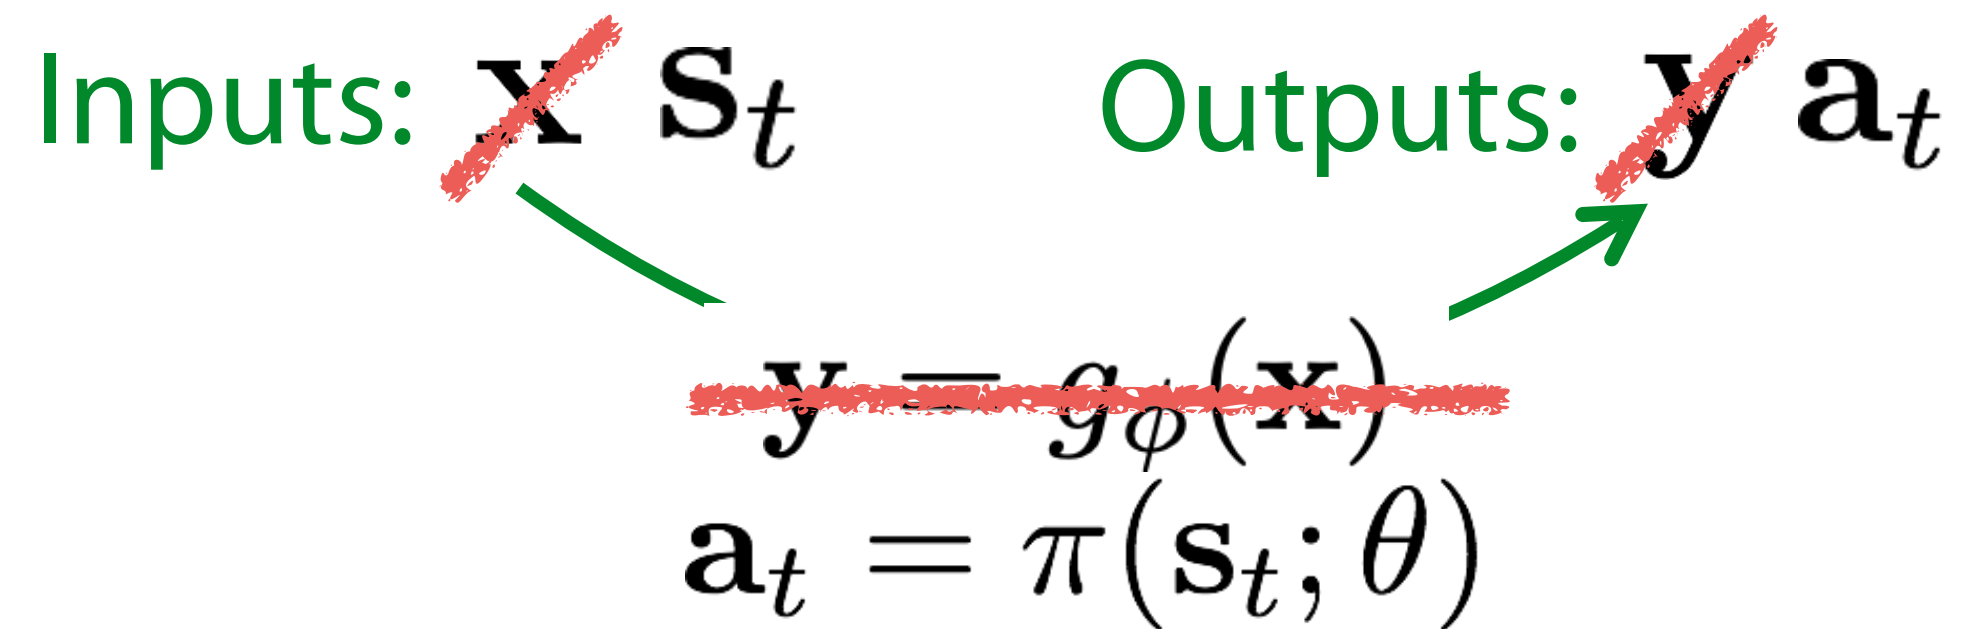 Inputs: x s_t Outputs: y a_t
y = g_ϕ(x)
a_t = π(s_t; θ)